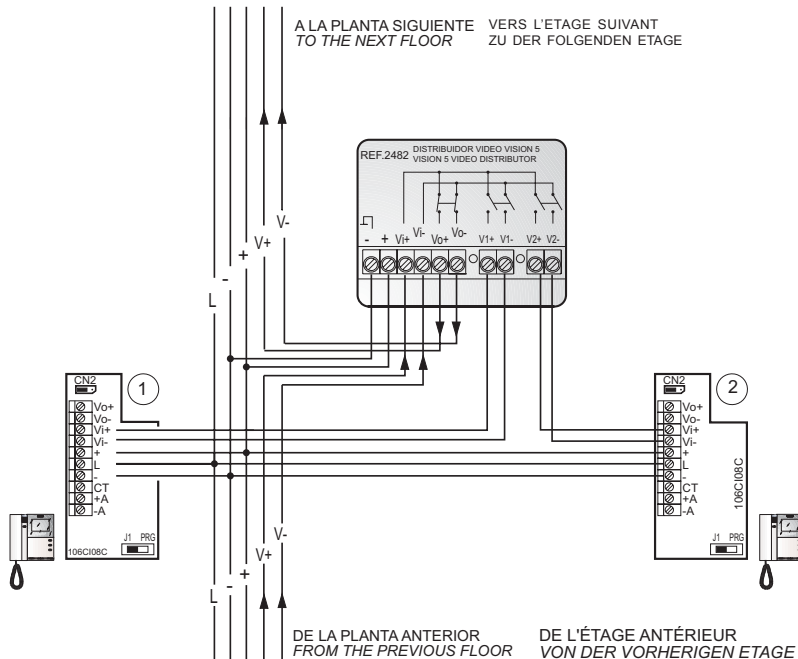 A LA PLANTA SIGUIENTE VERS L'ETAGE SUIVANT
TO THE NEXT FLOOR ZU DER FOLGENDEN ETAGE
REF.2482 DISTRIBUIDOR VIDEO VISION 5
VISION 5 VIDEO DISTRIBUTOR
- + Vi+ Vi- Vo+ Vo- V1+ V1- V2+ V2-
V-
V+
+
-
L
CN2
1
Vo+
Vo-
Vi+
Vi-
+
L
-
CT
+A
-A
J1 PRG
106CI08C
CN2
2
Vo+
Vo-
Vi+
Vi-
+
L
-
CT
+A
-A
106CI08C
J1 PRG
V-
V+
+
-
L
DE LA PLANTA ANTERIOR DE L'ÉTAGE ANTÉRIEUR
FROM THE PREVIOUS FLOOR VON DER VORHERIGEN ETAGE